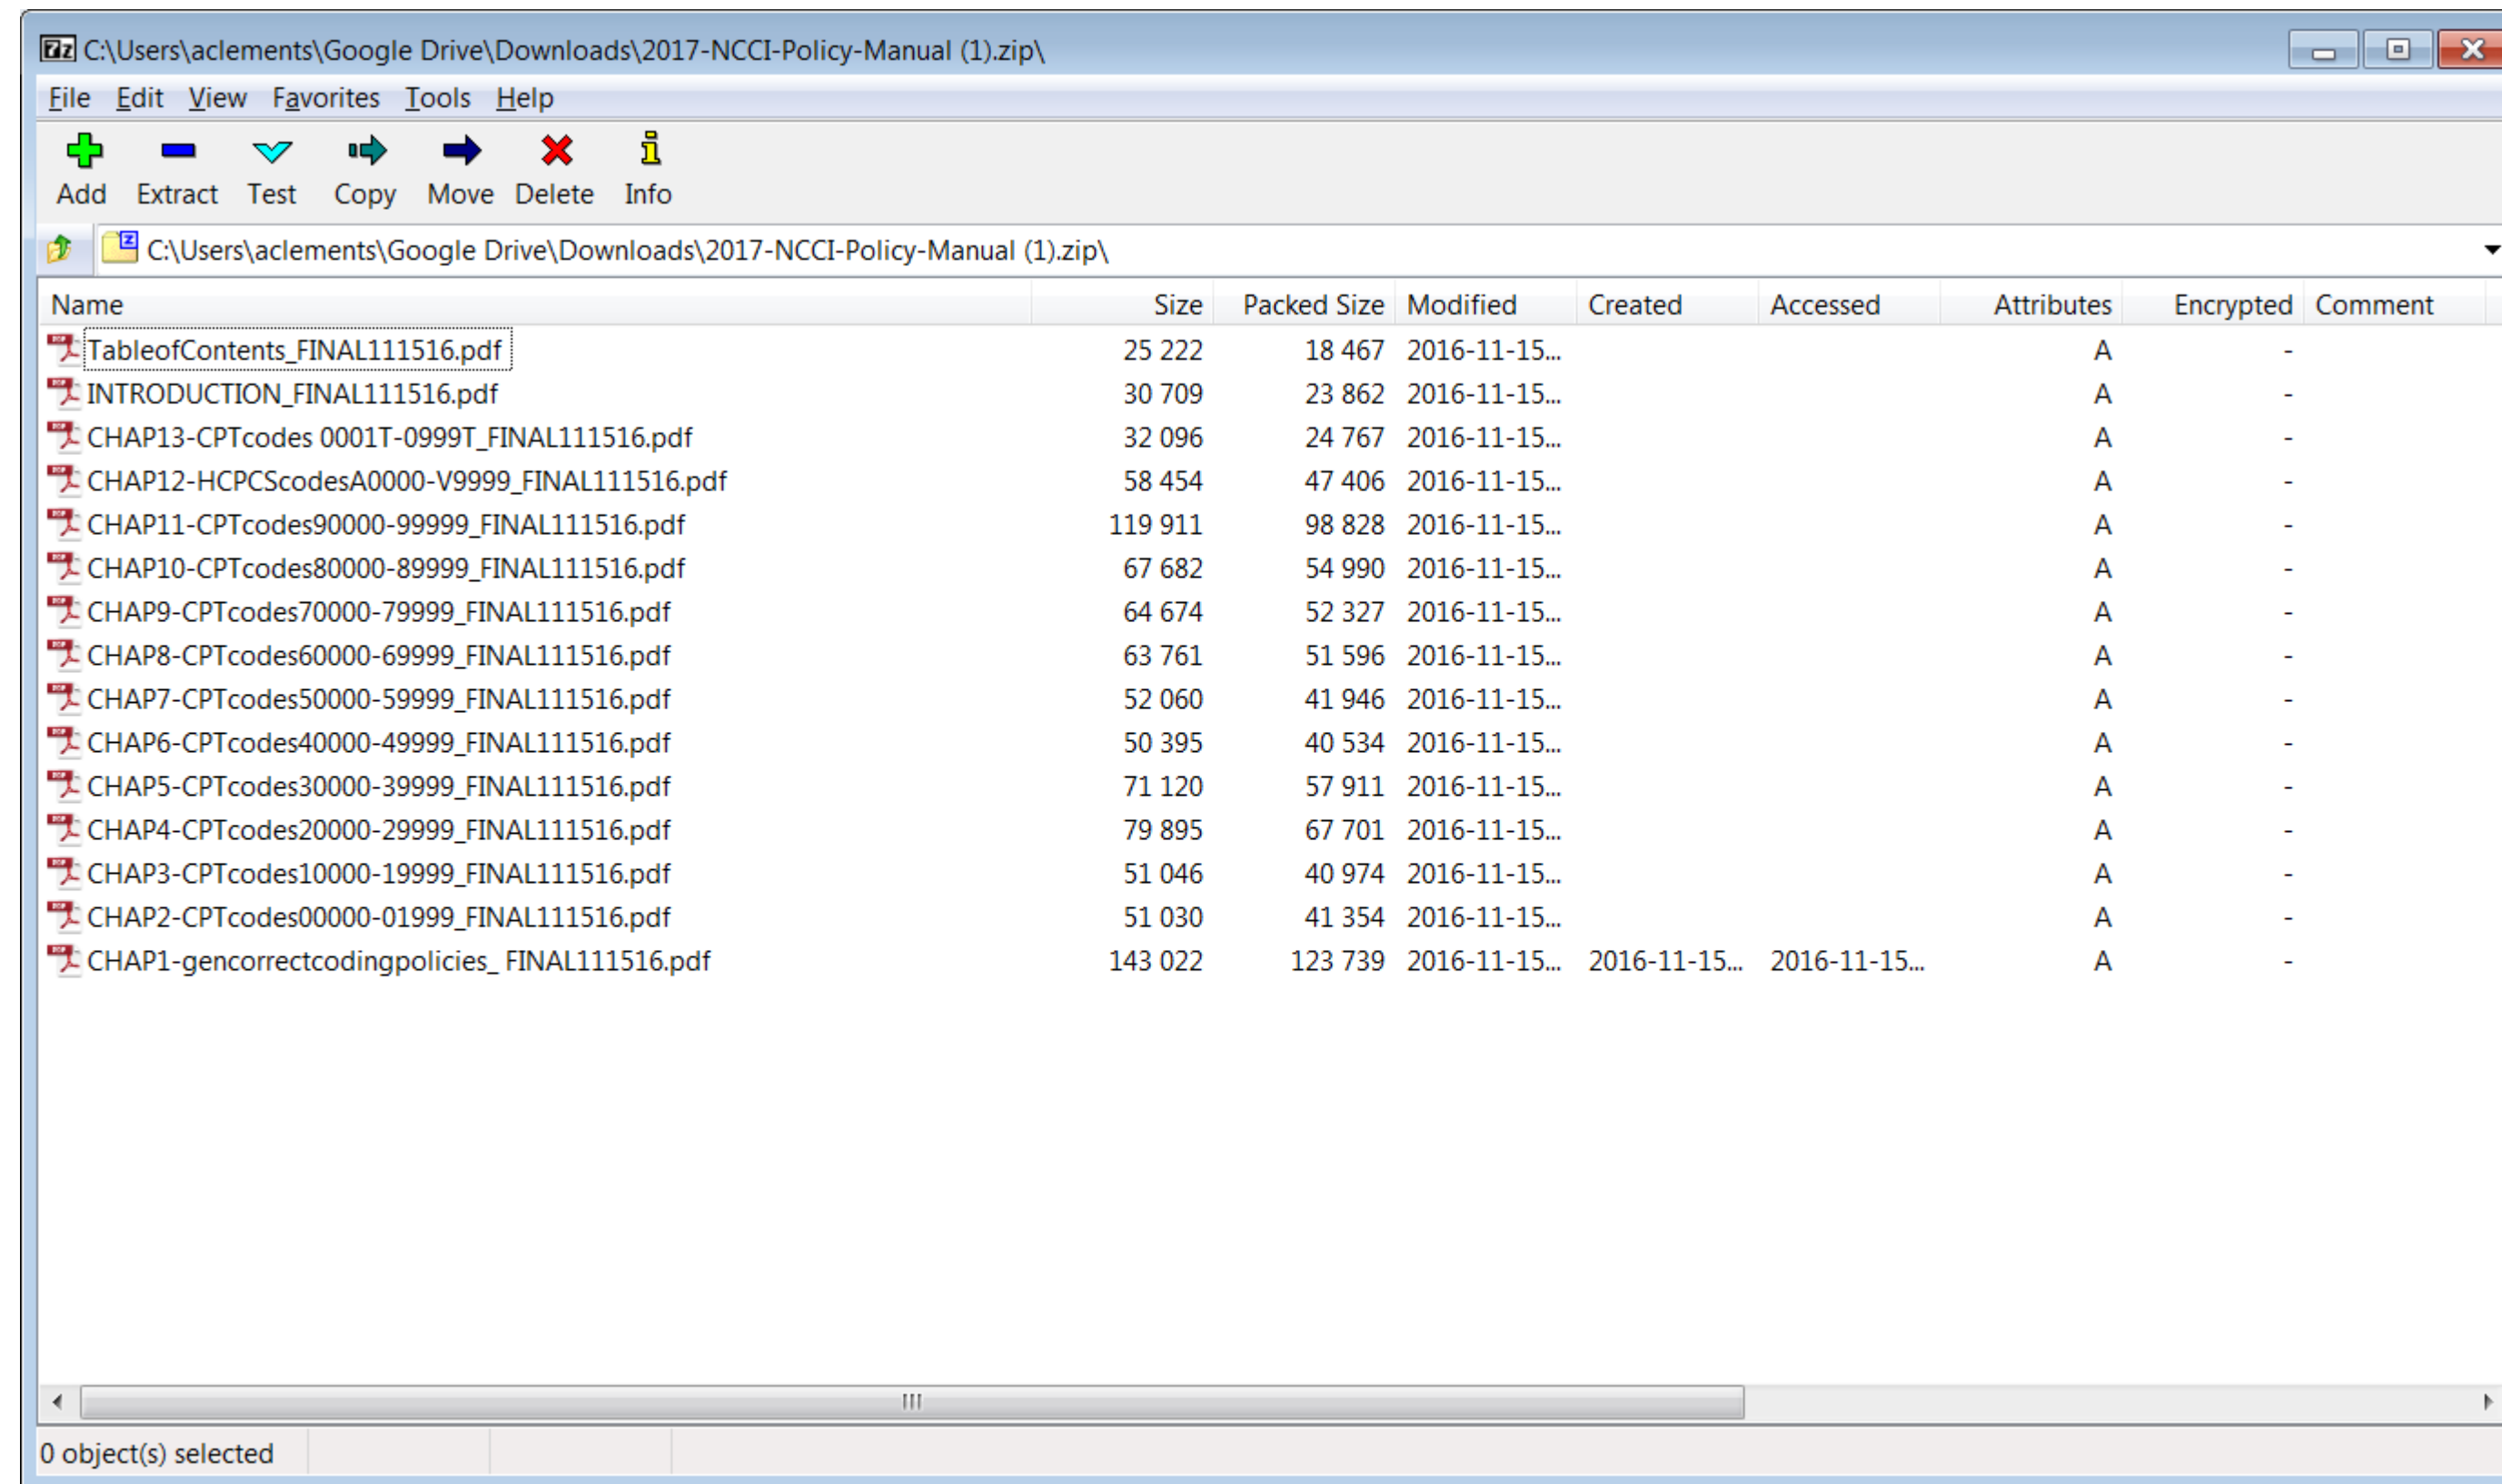 7z C:\Users\aclements\Google Drive\Downloads\2017-NCCI-Policy-Manual (1).zip\
File Edit View Favorites Tools Help
Add Extract Test Copy Move Delete Info
C:\Users\aclements\Google Drive\Downloads\2017-NCCI-Policy-Manual (1).zip\
Name Size Packed Size Modified Created Accessed Attributes Encrypted Comment
TableofContents_FINAL111516.pdf 25 222 18 467 2016-11-15... A -
INTRODUCTION_FINAL111516.pdf 30 709 23 862 2016-11-15... A -
CHAP13-CPTcodes 0001T-0999T_FINAL111516.pdf 32 096 24 767 2016-11-15... A -
CHAP12-HCPCScodesA0000-V9999_FINAL111516.pdf 58 454 47 406 2016-11-15... A -
CHAP11-CPTcodes90000-99999_FINAL111516.pdf 119 911 98 828 2016-11-15... A -
CHAP10-CPTcodes80000-89999_FINAL111516.pdf 67 682 54 990 2016-11-15... A -
CHAP9-CPTcodes70000-79999_FINAL111516.pdf 64 674 52 327 2016-11-15... A -
CHAP8-CPTcodes60000-69999_FINAL111516.pdf 63 761 51 596 2016-11-15... A -
CHAP7-CPTcodes50000-59999_FINAL111516.pdf 52 060 41 946 2016-11-15... A -
CHAP6-CPTcodes40000-49999_FINAL111516.pdf 50 395 40 534 2016-11-15... A -
CHAP5-CPTcodes30000-39999_FINAL111516.pdf 71 120 57 911 2016-11-15... A -
CHAP4-CPTcodes20000-29999_FINAL111516.pdf 79 895 67 701 2016-11-15... A -
CHAP3-CPTcodes10000-19999_FINAL111516.pdf 51 046 40 974 2016-11-15... A -
CHAP2-CPTcodes00000-01999_FINAL111516.pdf 51 030 41 354 2016-11-15... A -
CHAP1-gencorrectcodingpolicies_ FINAL111516.pdf 143 022 123 739 2016-11-15... 2016-11-15... 2016-11-15... A -
0 object(s) selected